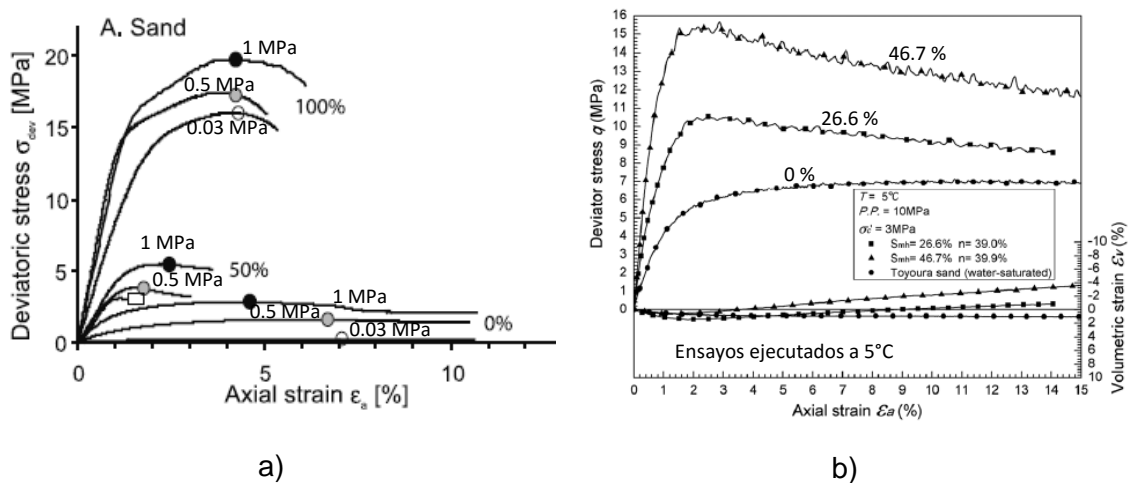 A. Sand
Deviatoric stress σdev [MPa]
20
15
10
5
0
1 MPa
0.5 MPa
0.03 MPa
100%
1 MPa
0.5 MPa
50%
1 MPa
0.5 MPa
0.03 MPa
0%
0 5 10
Axial strain εa [%]
a)
Deviator stress q (MPa)
16
15
14
13
12
11
10
9
8
7
6
5
4
3
2
1
0
46.7 %
26.6 %
0 %
T = 5℃
P.P. = 10MPa
σc' = 3MPa
Smh= 26.6% n= 39.0%
Smh= 46.7% n= 39.9%
Toyoura sand (water-saturated)
-10
-8
-6
-4
-2
0
2
4
6
8
10
Volumetric strain εv (%)
Ensayos ejecutados a 5°C
0 1 2 3 4 5 6 7 8 9 10 11 12 13 14 15
Axial strain εa (%)
b)